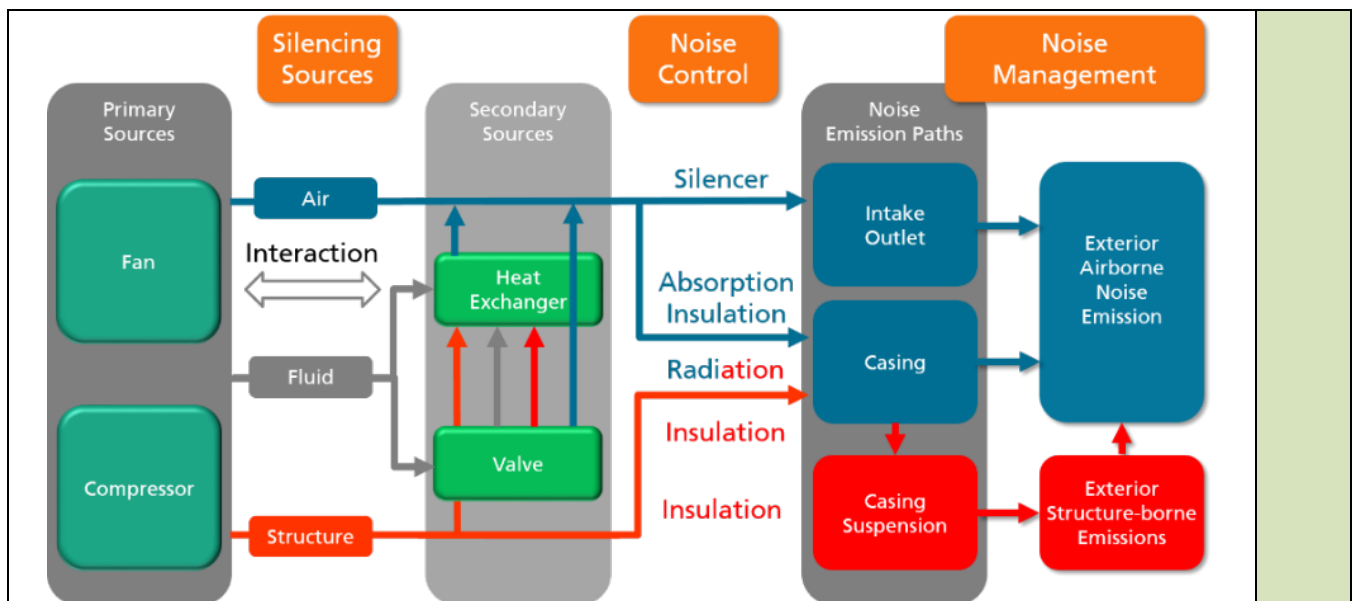 Silencing
Sources
Noise
Control
Noise
Management
Primary
Sources
Secondary
Sources
Noise
Emission Paths
Fan
Air
Interaction
Heat
Exchanger
Silencer
Intake
Outlet
Exterior
Airborne
Noise
Emission
Absorption
Insulation
Fluid
Radiation
Casing
Insulation
Compressor
Valve
Structure
Insulation
Casing
Suspension
Exterior
Structure-borne
Emissions